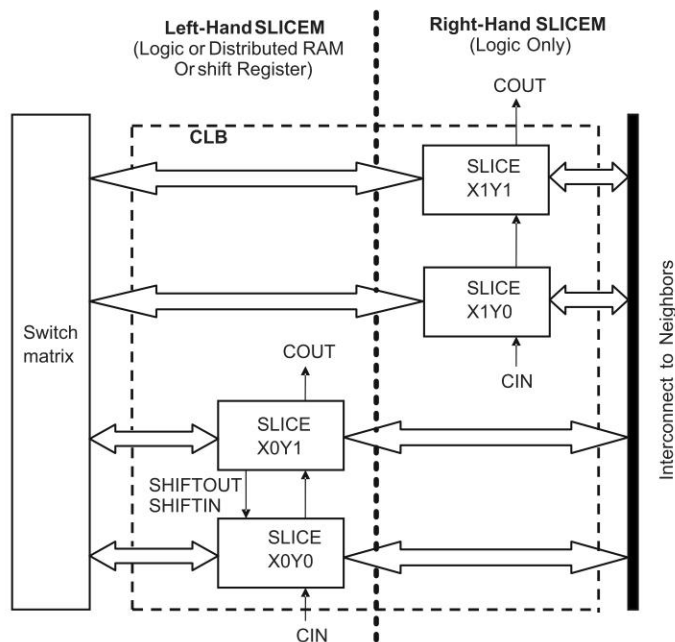 Left-Hand SLICEM
(Logic or Distributed RAM
Or shift Register)
Right-Hand SLICEM
(Logic Only)
COUT
CLB
SLICE
X1Y1
SLICE
X1Y0
Switch
matrix
COUT
CIN
SLICE
X0Y1
SHIFTOUT
SHIFTIN
SLICE
X0Y0
CIN
Interconnect to Neighbors